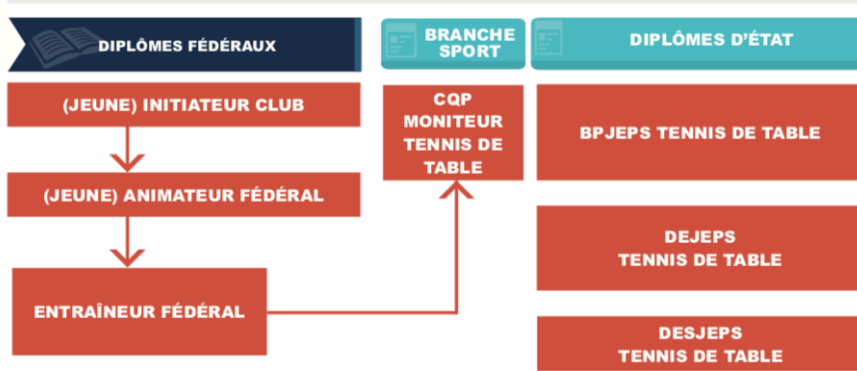 DIPLÔMES FÉDÉRAUX
(JEUNE) INITIATEUR CLUB
(JEUNE) ANIMATEUR FÉDÉRAL
ENTRAÎNEUR FÉDÉRAL
BRANCHE
SPORT
CQP
MONITEUR
TENNIS DE
TABLE
DIPLÔMES D'ÉTAT
BPJEPS TENNIS DE TABLE
DEJEPS
TENNIS DE TABLE
DESJEPS
TENNIS DE TABLE